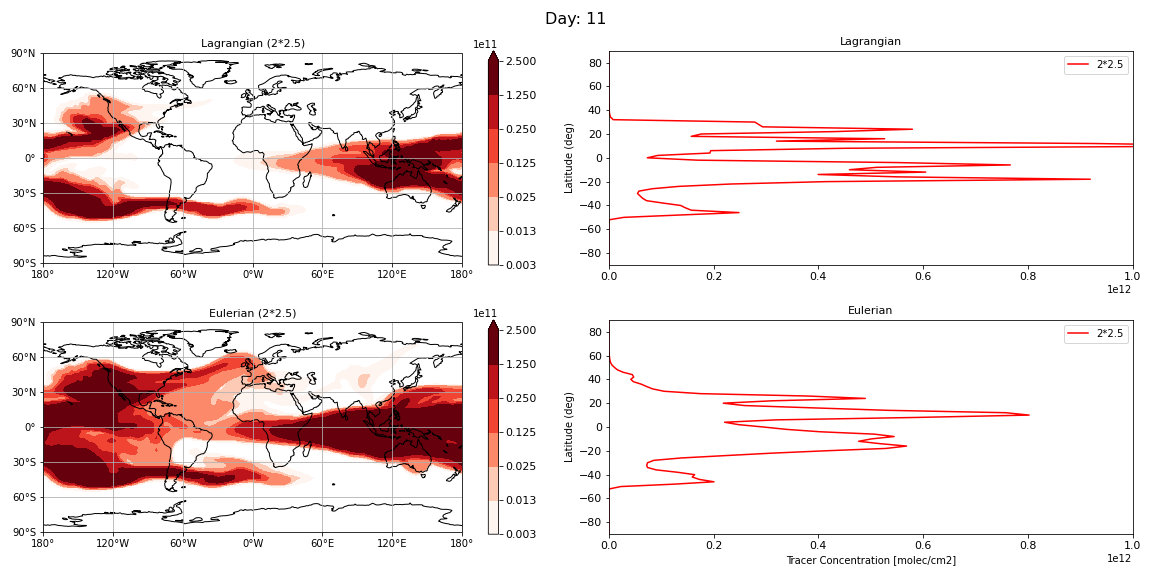 Day: 11
Lagrangian (2*2.5)
1e11
90°N
60°N
30°N
0°
30°S
60°S
90°S
180°
120°W
60°W
0°W
60°E
120°E
180°
2.500
1.250
0.250
0.125
0.025
0.013
0.003
Lagrangian
2*2.5
Latitude (deg)
80
60
40
20
0
−20
−40
−60
−80
0.0
0.2
0.4
0.6
0.8
1.0
1e12
Eulerian (2*2.5)
1e11
90°N
60°N
30°N
0°
30°S
60°S
90°S
180°
120°W
60°W
0°W
60°E
120°E
180°
2.500
1.250
0.250
0.125
0.025
0.013
0.003
Eulerian
2*2.5
Latitude (deg)
80
60
40
20
0
−20
−40
−60
−80
0.0
0.2
0.4
0.6
0.8
1.0
1e12
Tracer Concentration [molec/cm2]